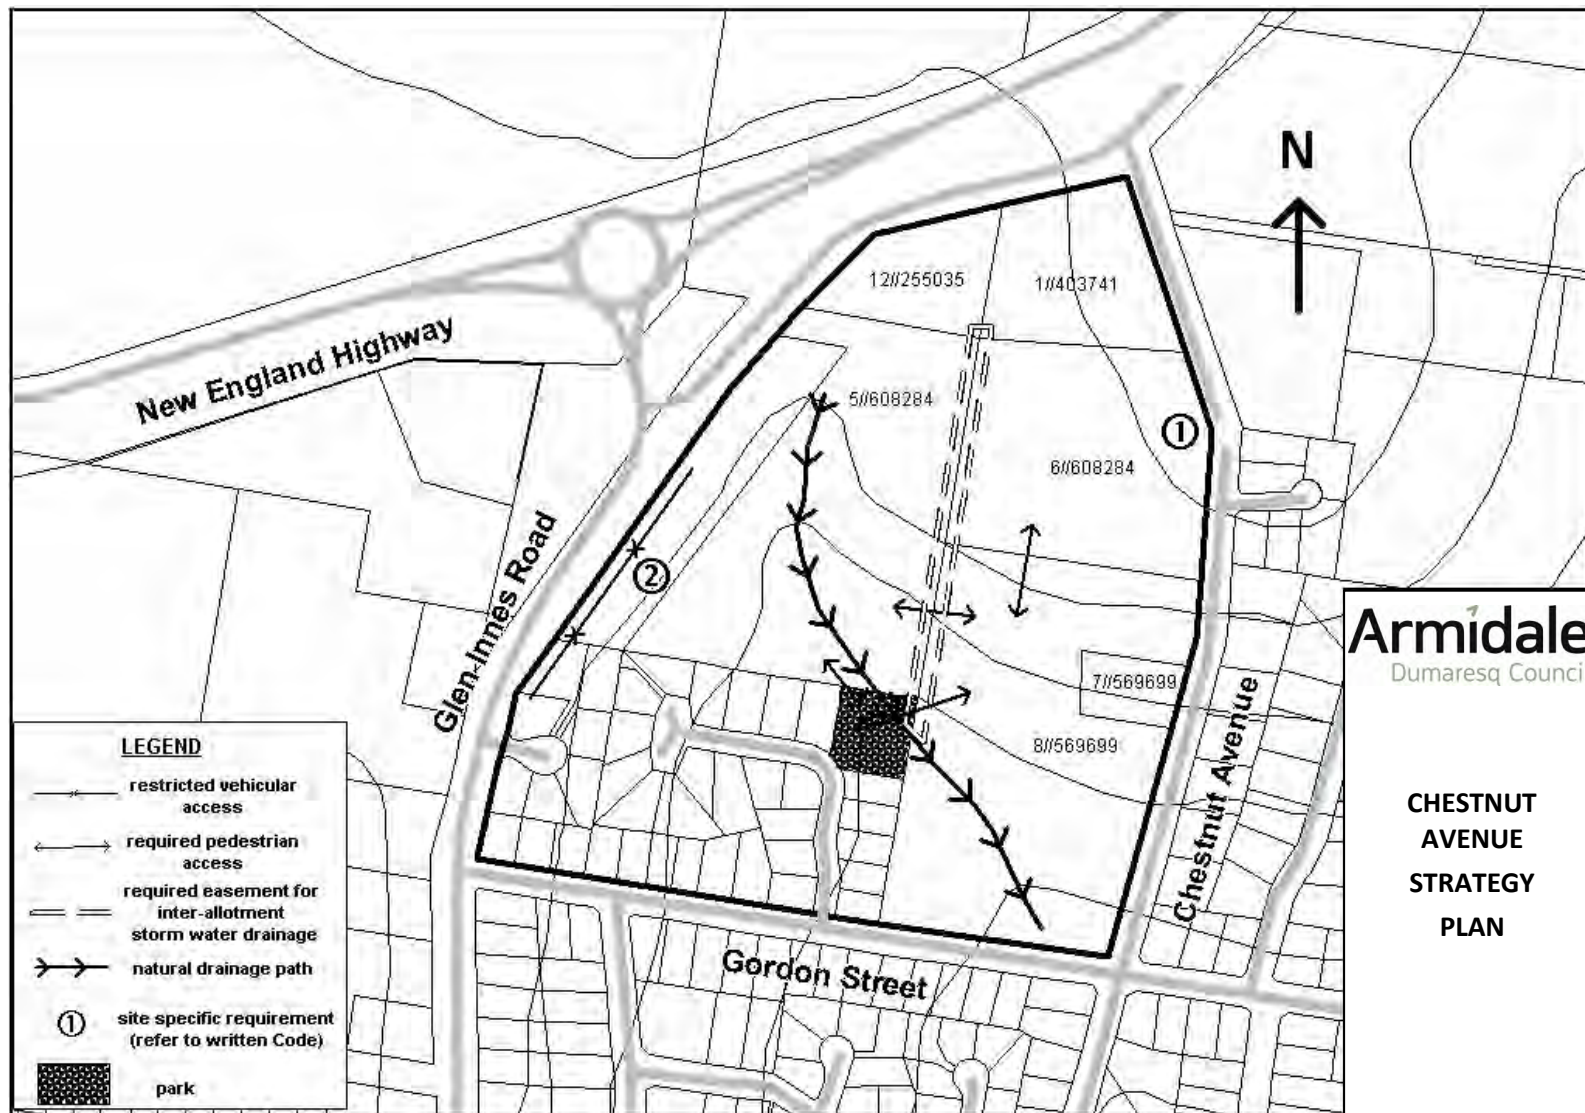 N
12//255035
1//403741
New England Highway
5//608284
①
6//608284
②
Glen-Innes Road
7//569699
8//569699
Chestnut Avenue
Gordon Street
LEGEND
restricted vehicular
access
required pedestrian
access
required easement for
inter-allotment
storm water drainage
natural drainage path
①
site specific requirement
(refer to written Code)
park
Armidale
Dumaresq Counci
CHESTNUT
AVENUE
STRATEGY
PLAN